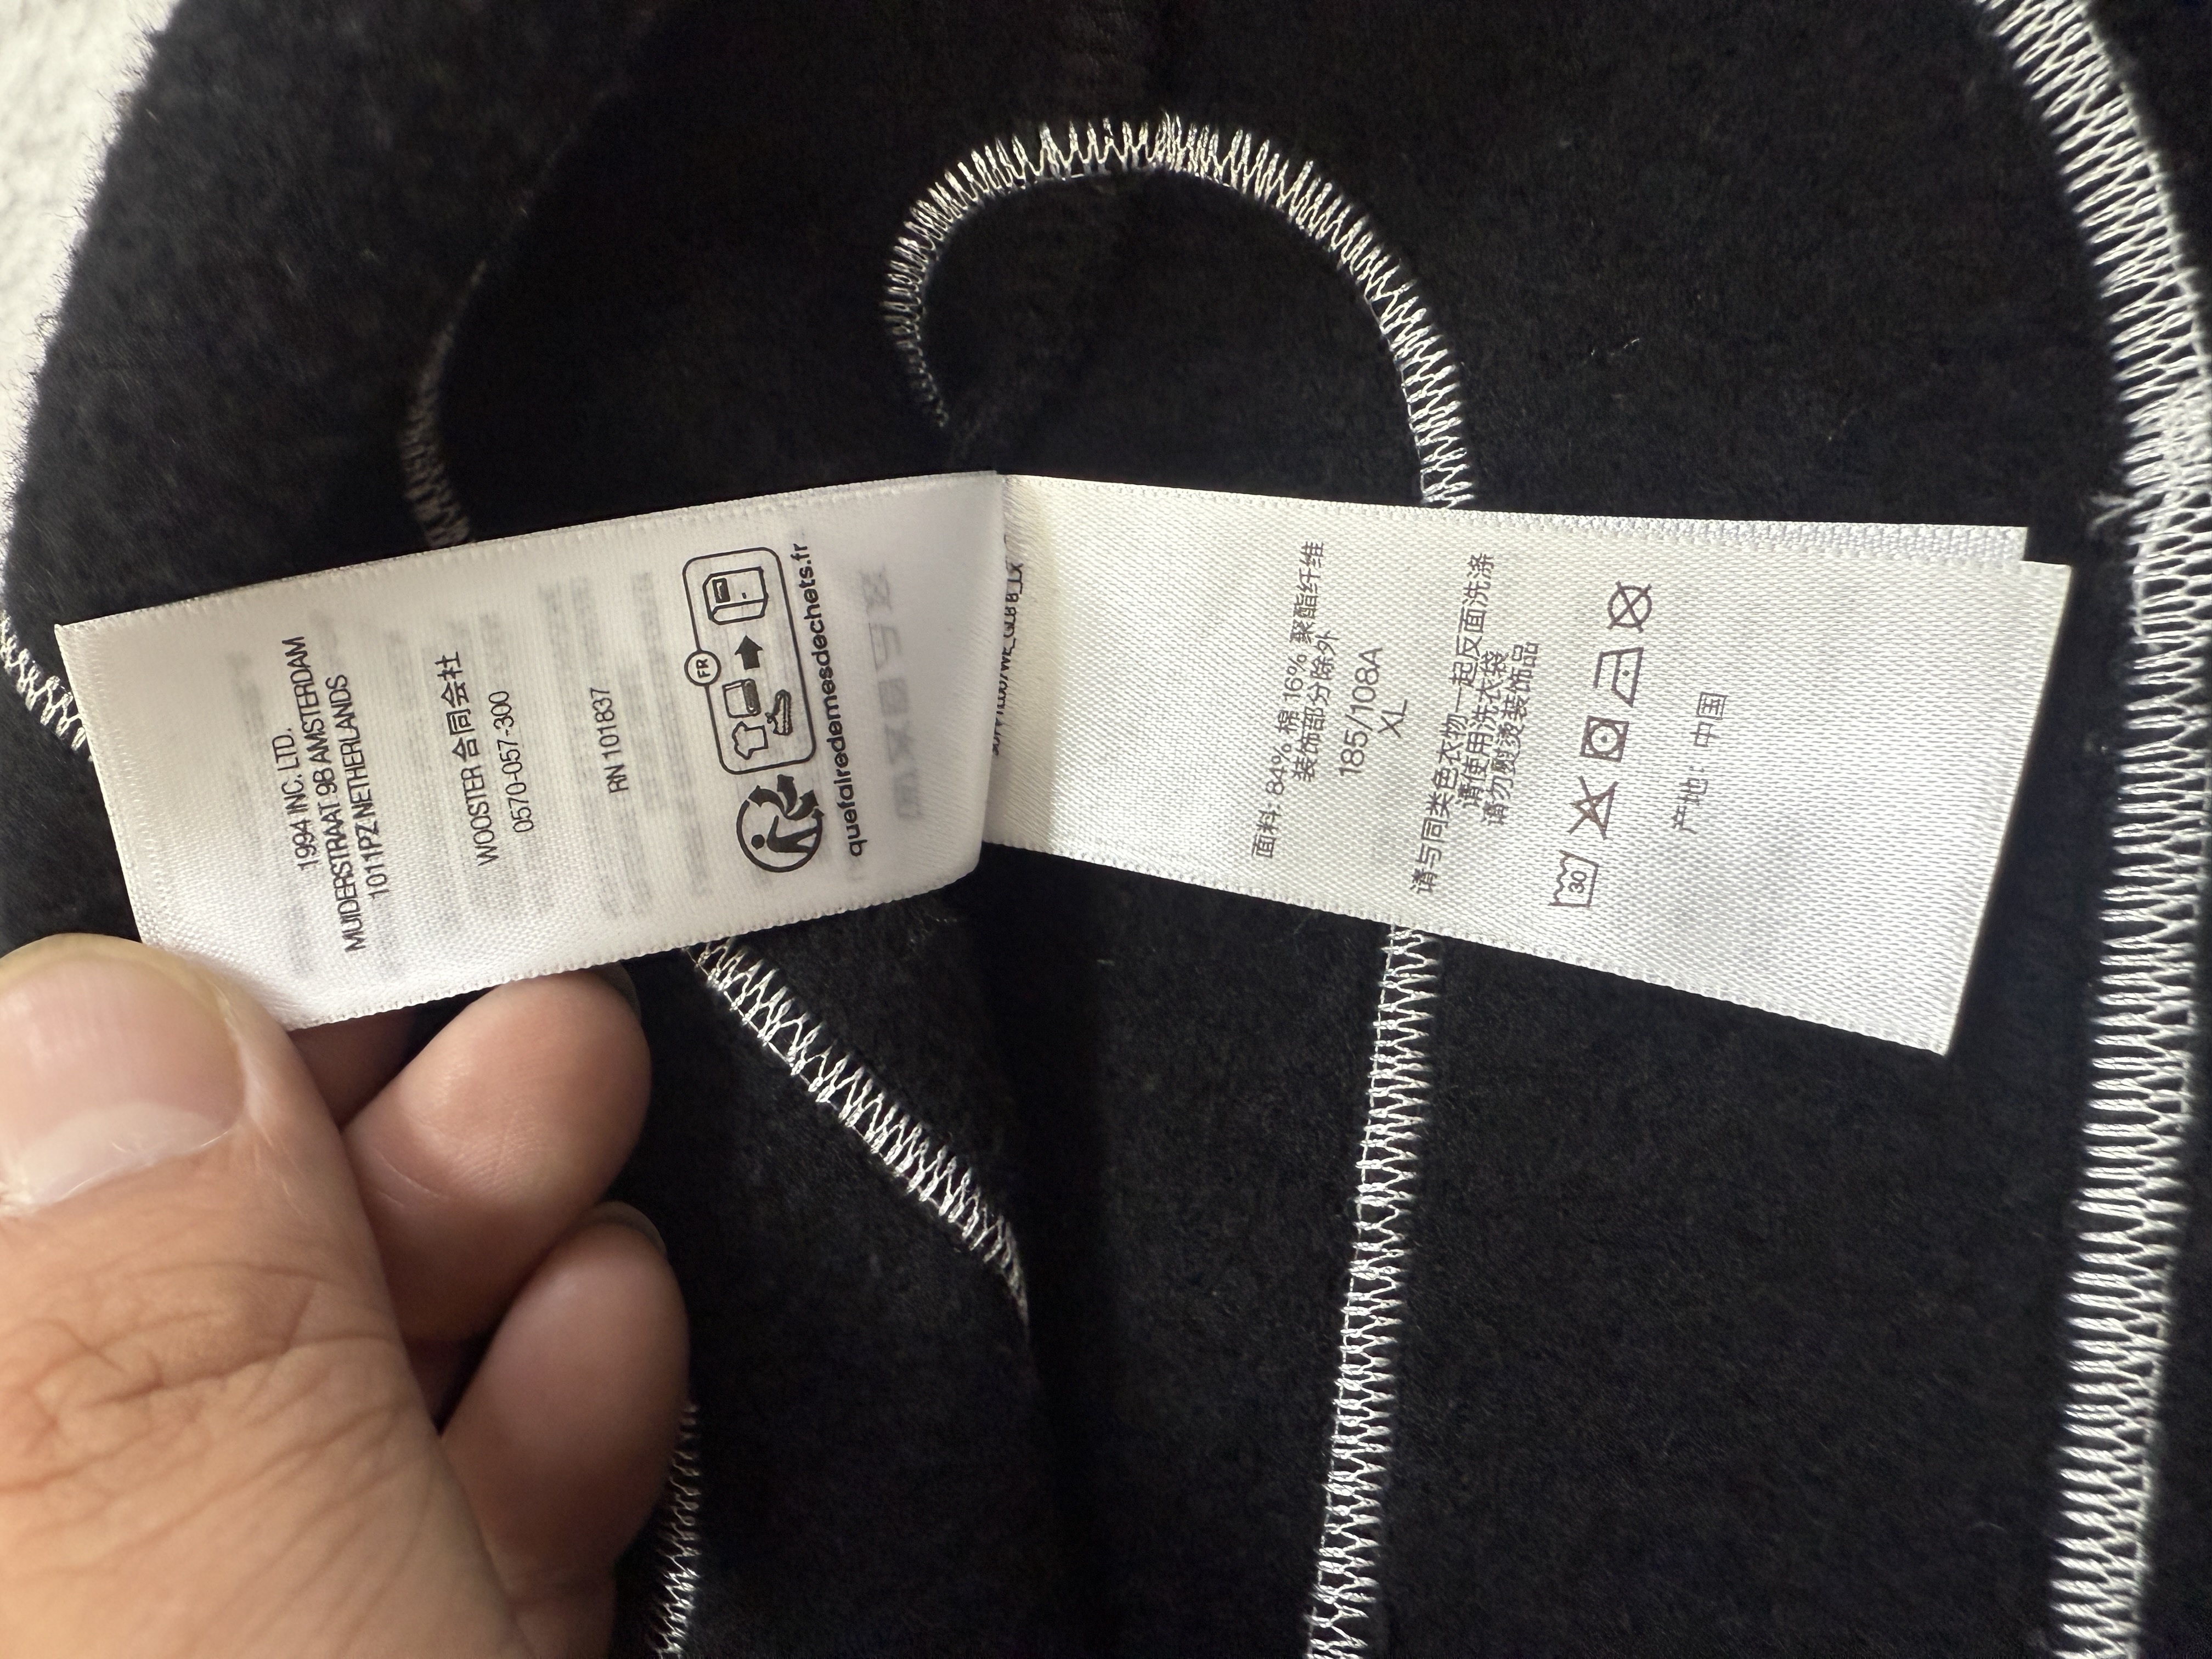 1994 INC. LTD.
MUIDERSTRAAT 9B AMSTERDAM
1011PZ NETHERLANDS
WOOSTER 合同会社
0570-057-300
RN 101837
FR
quefairedemesdechets.fr
面料: 84% 棉 16% 聚酯纤维
装饰部分除外
185/108A
XL
请与同类色衣物一起反面洗涤
请使用洗衣袋
请勿熨烫装饰品
30
产地: 中国